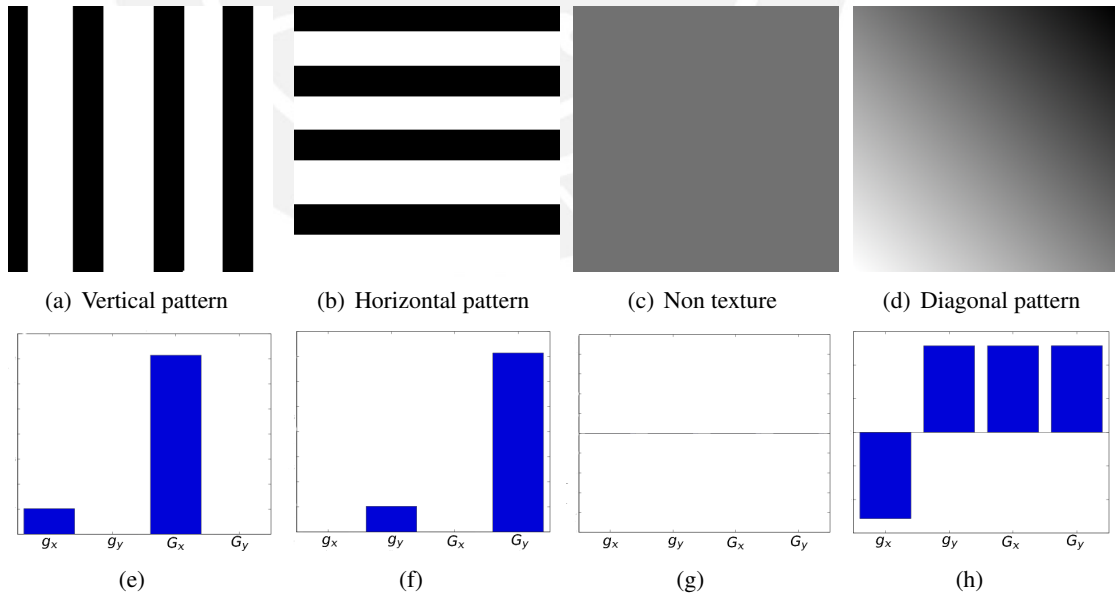 (a) Vertical pattern
(b) Horizontal pattern
(c) Non texture
(d) Diagonal pattern
gx gy Gx Gy
gx gy Gx Gy
gx gy Gx Gy
gx gy Gx Gy
(e)
(f)
(g)
(h)